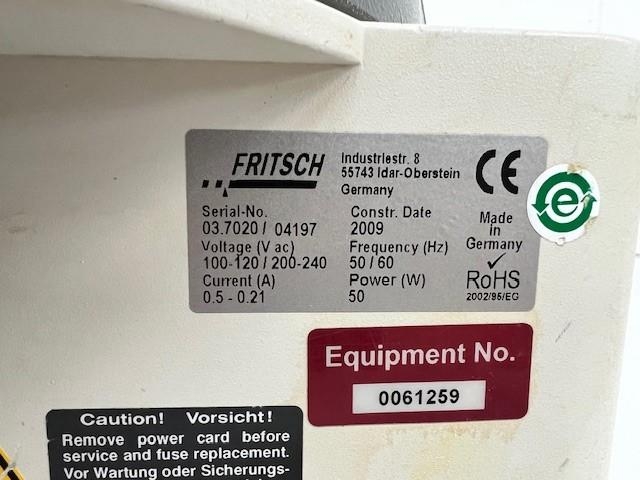 FRITSCH
Industriestr. 8
55743 Idar-Oberstein
Germany
CE
Serial-No.
03.7020 / 04197
Constr. Date
2009
Voltage (V ac)
100-120 / 200-240
Frequency (Hz)
50 / 60
Current (A)
0.5 - 0.21
Power (W)
50
Made
in
Germany
RoHS
2002/95/EG
e
Equipment No.
0061259
Caution! Vorsicht!
Remove power card before
service and fuse replacement.
Vor Wartung oder Sicherungs-